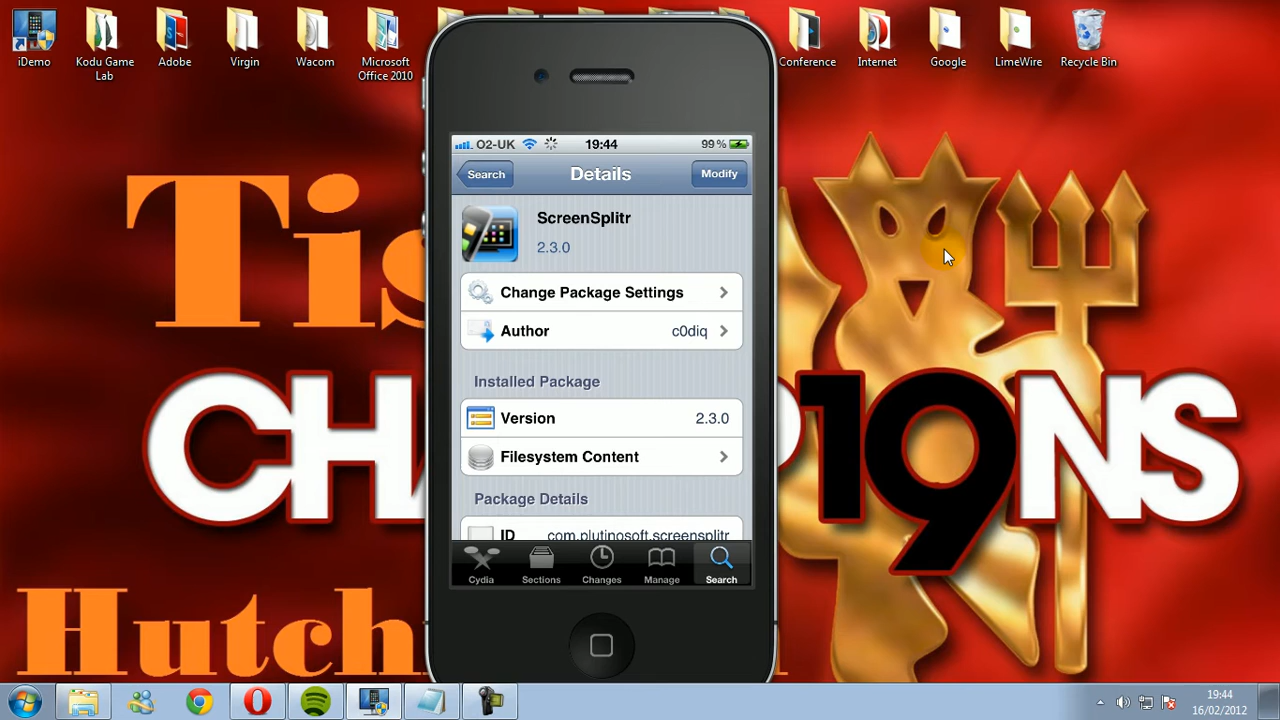 iDemo
Kodu Game
Lab
Adobe
Virgin
Wacom
Microsoft
Office 2010
Conference
Internet
Google
LimeWire
Recycle Bin
O2-UK 19:44 99%
Search Details Modify
ScreenSplitr
2.3.0
Change Package Settings
Author c0diq
Installed Package
Version 2.3.0
Filesystem Content
Package Details
ID com.plutinosoft.screensplitr
Cydia Sections Changes Manage Search
19
NS
19:44
16/02/2012